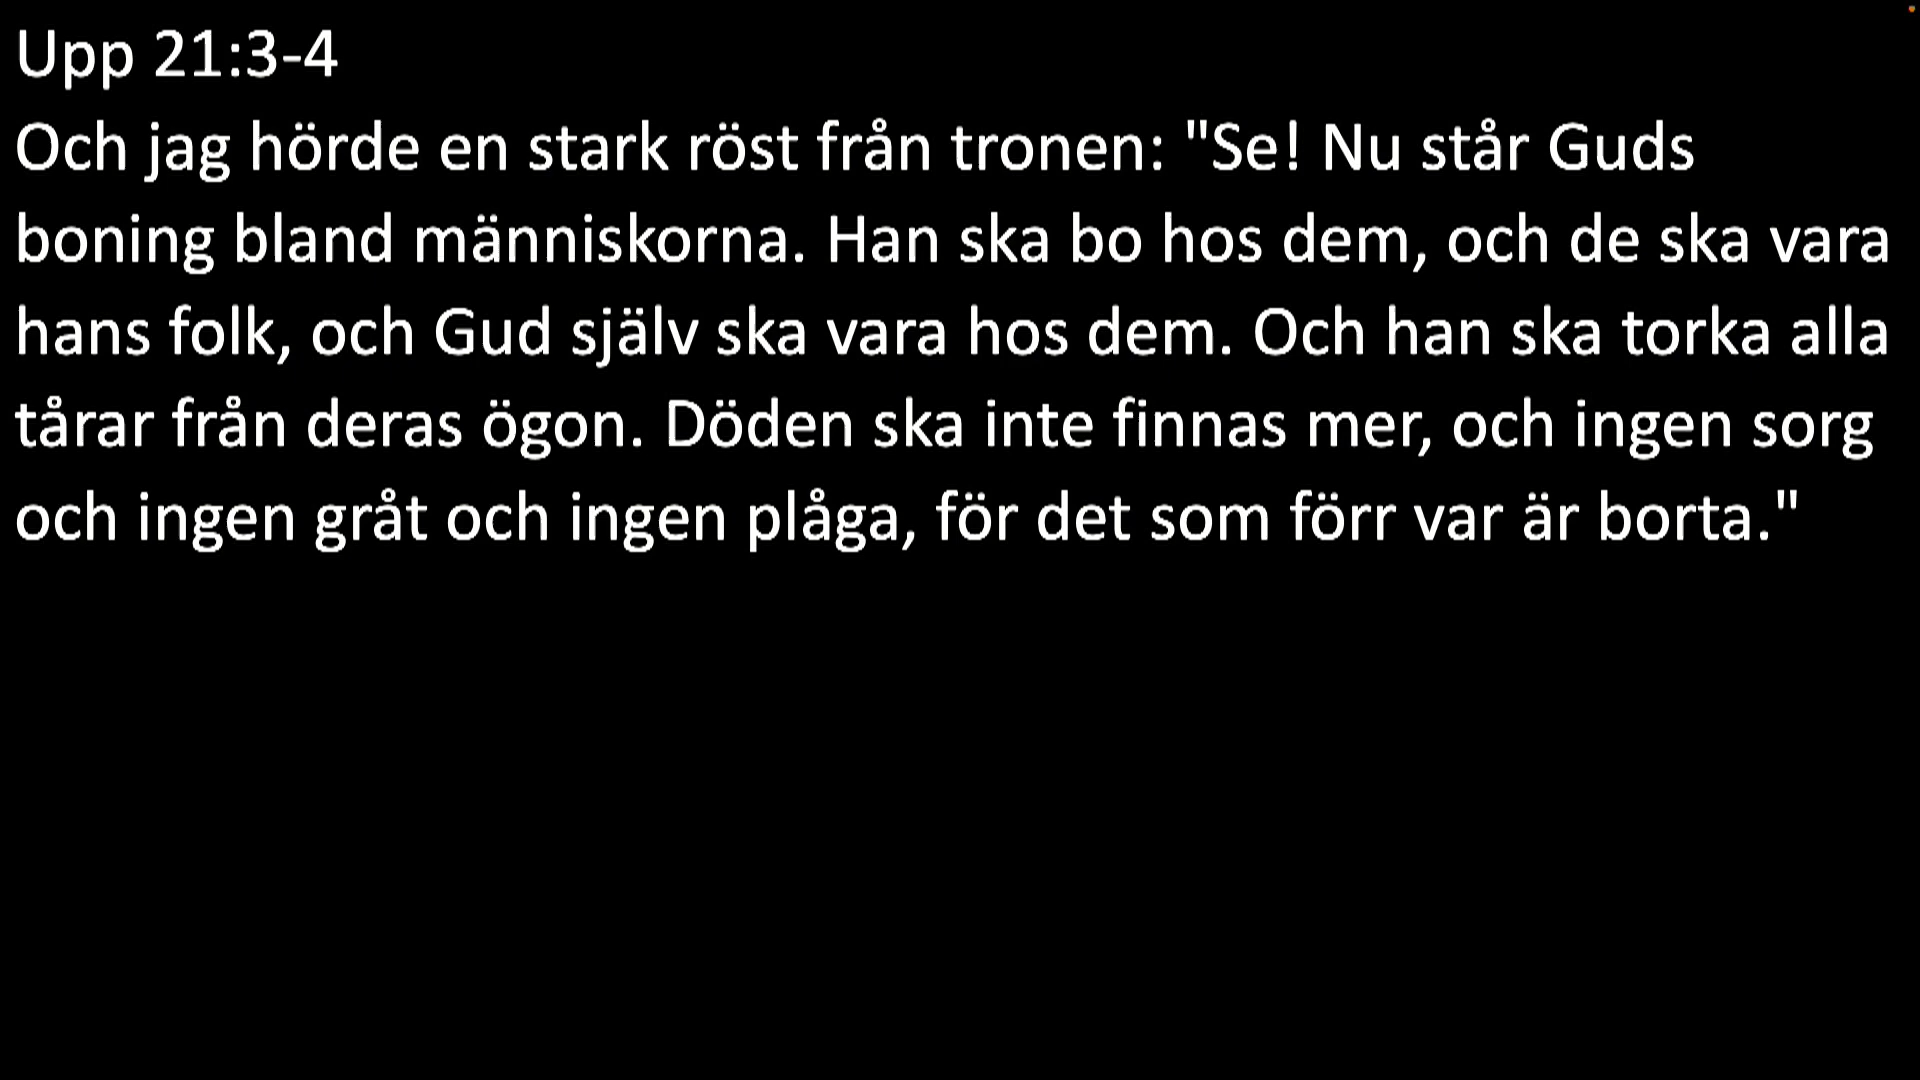 Upp 21:3-4
Och jag hörde en stark röst från tronen: "Se! Nu står Guds
boning bland människorna. Han ska bo hos dem, och de ska vara
hans folk, och Gud själv ska vara hos dem. Och han ska torka alla
tårar från deras ögon. Döden ska inte finnas mer, och ingen sorg
och ingen gråt och ingen plåga, för det som förr var är borta."